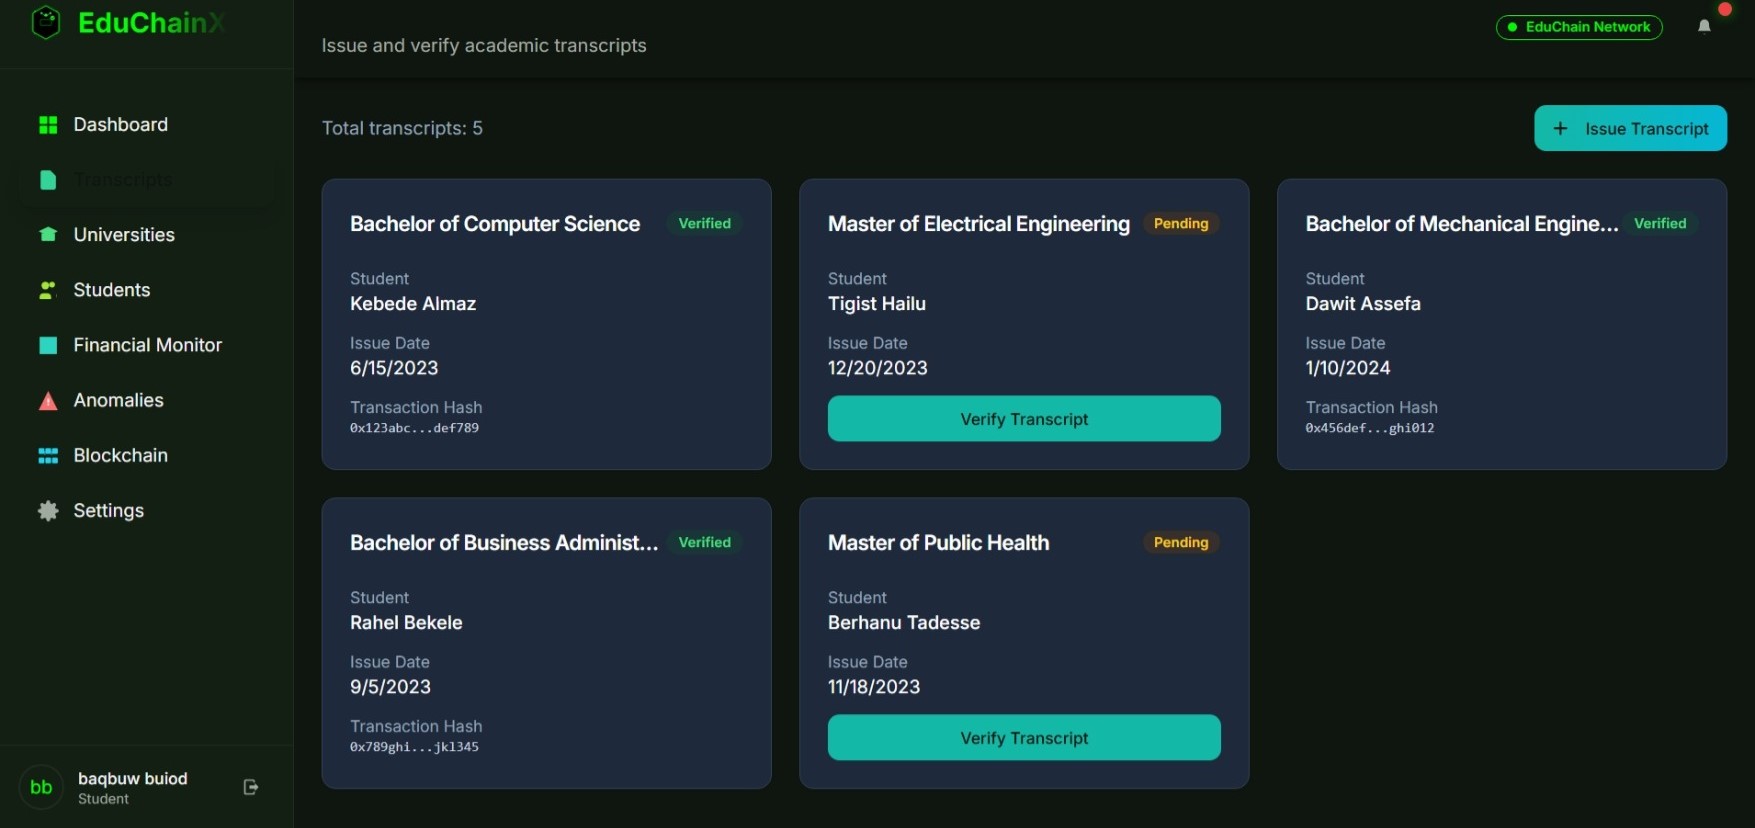 EduChainX
Issue and verify academic transcripts
EduChain Network
Dashboard
Transcripts
Universities
Students
Financial Monitor
Anomalies
Blockchain
Settings
Total transcripts: 5
+ Issue Transcript
Bachelor of Computer Science
Verified
Student
Kebede Almaz
Issue Date
6/15/2023
Transaction Hash
0x123abc...def789
Master of Electrical Engineering
Pending
Student
Tigist Hailu
Issue Date
12/20/2023
Verify Transcript
Bachelor of Mechanical Engine...
Verified
Student
Dawit Assefa
Issue Date
1/10/2024
Transaction Hash
0x456def...ghi012
Bachelor of Business Administ...
Verified
Student
Rahel Bekele
Issue Date
9/5/2023
Transaction Hash
0x789ghi...jkl345
Master of Public Health
Pending
Student
Berhanu Tadesse
Issue Date
11/18/2023
Verify Transcript
bb
baqbuw buiod
Student